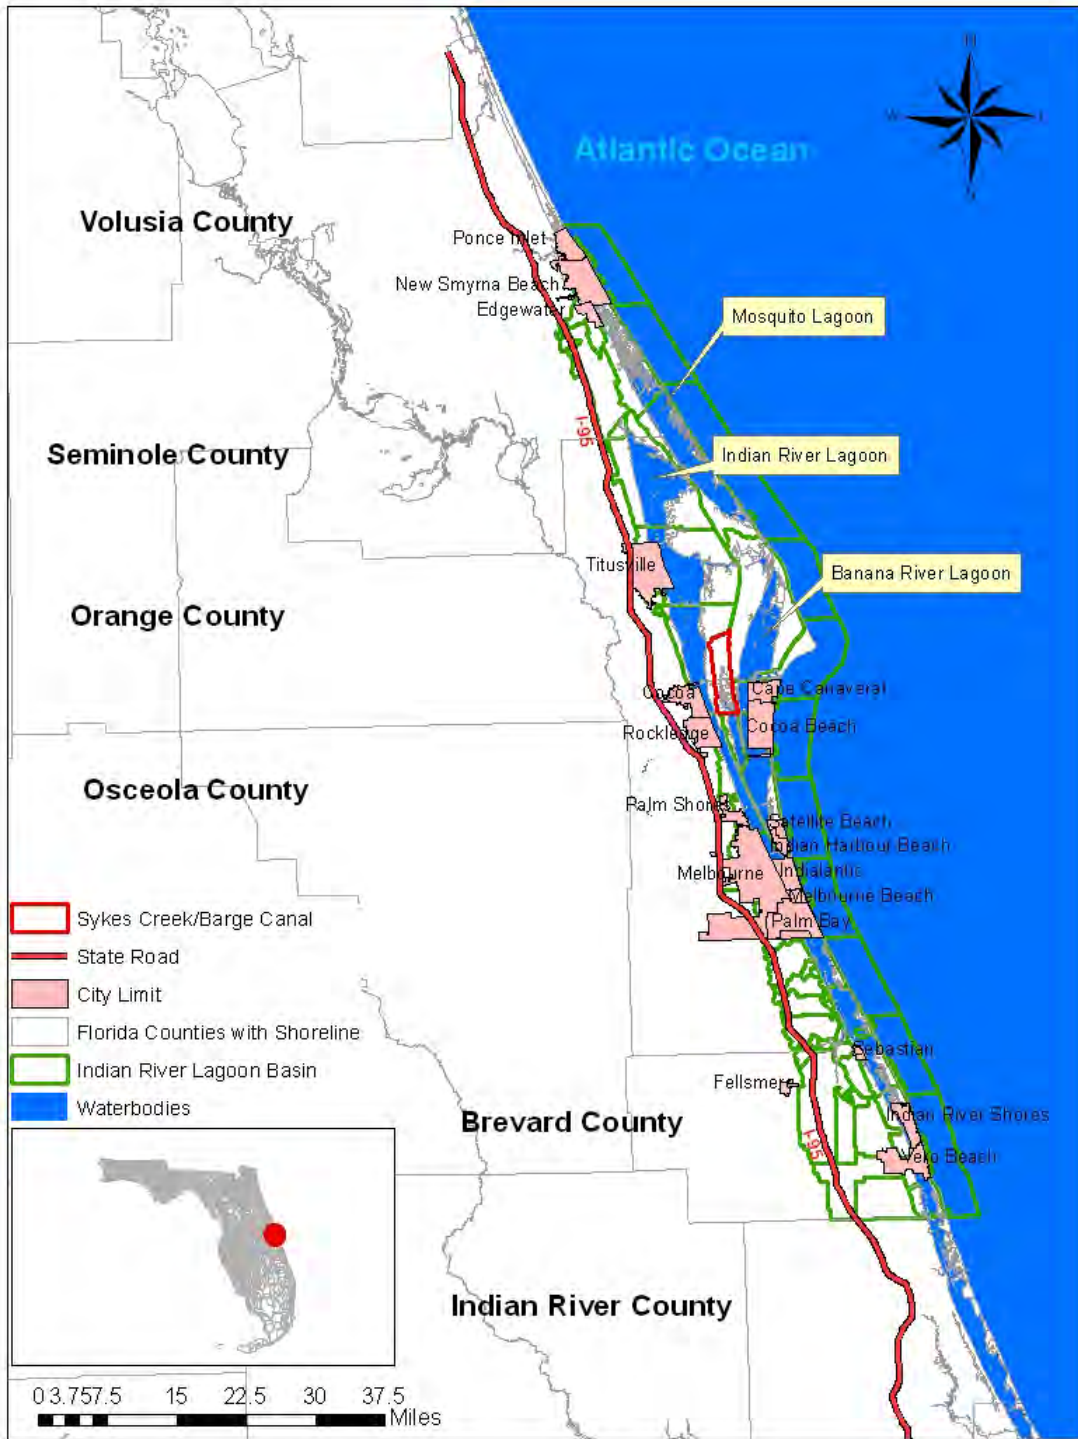 N
W
E
S
Atlantic Ocean
Volusia County
Ponce Inlet
New Smyrna Beach
Edgewater
Mosquito Lagoon
I-95
Seminole County
Indian River Lagoon
Titusville
Banana River Lagoon
Orange County
Cocoa
Cape Canaveral
Rockledge
Cocoa Beach
Osceola County
Palm Shores
Satellite Beach
Indian Harbour Beach
Melbourne
Indialantic
Melbourne Beach
Palm Bay
Sykes Creek/Barge Canal
State Road
City Limit
Florida Counties with Shoreline
Indian River Lagoon Basin
Waterbodies
Sebastian
Fellsmere
Indian River Shores
Brevard County
I-95
Vero Beach
Indian River County
0 3.75 7.5 15 22.5 30 37.5
Miles